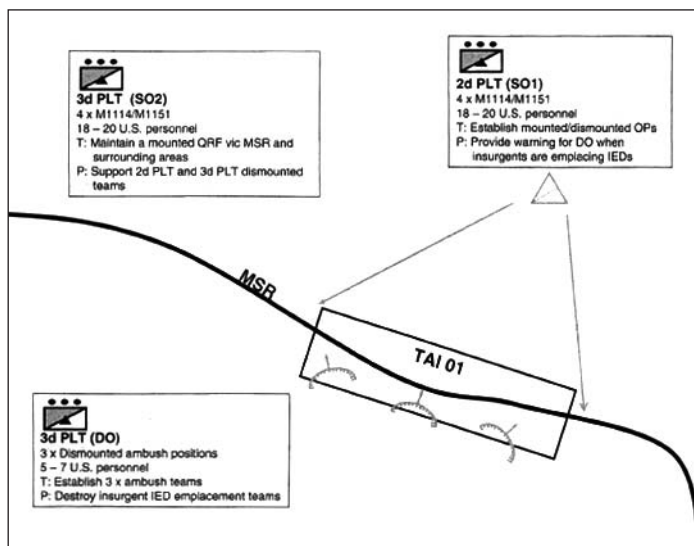 3d PLT (SO2)
4 x M1114/M1151
18 – 20 U.S. personnel
T: Maintain a mounted QRF vic MSR and
surrounding areas
P: Support 2d PLT and 3d PLT dismounted
teams
2d PLT (SO1)
4 x M1114/M1151
18 – 20 U.S. personnel
T: Establish mounted/dismounted OPs
P: Provide warning for DO when
insurgents are emplacing IEDs
MSR
TAI 01
3d PLT (DO)
3 x Dismounted ambush positions
5 – 7 U.S. personnel
T: Establish 3 x ambush teams
P: Destroy insurgent IED emplacement teams